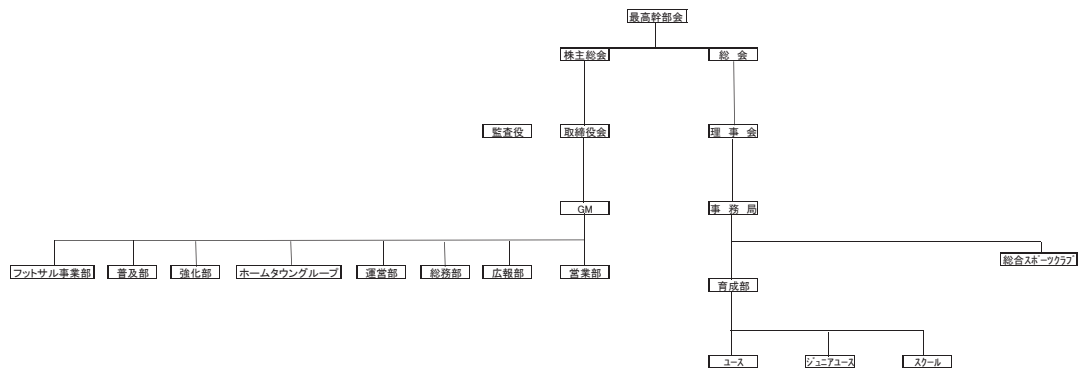 最高幹部会
株主総会
総 会
監査役
取締役会
理 事 会
GM
事 務 局
フットサル事業部
普及部
強化部
ホームタウングループ
運営部
総務部
広報部
営業部
総合スポーツクラブ
育成部
ユース
ジュニアユース
スクール